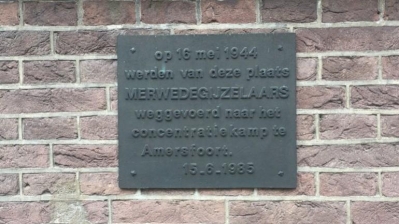 op 16 mei 1944
werden van deze plaats
MERWEDEGIJZELAARS
weggevoerd naar het
concentratiekamp te
Amersfoort.
15-6-1985